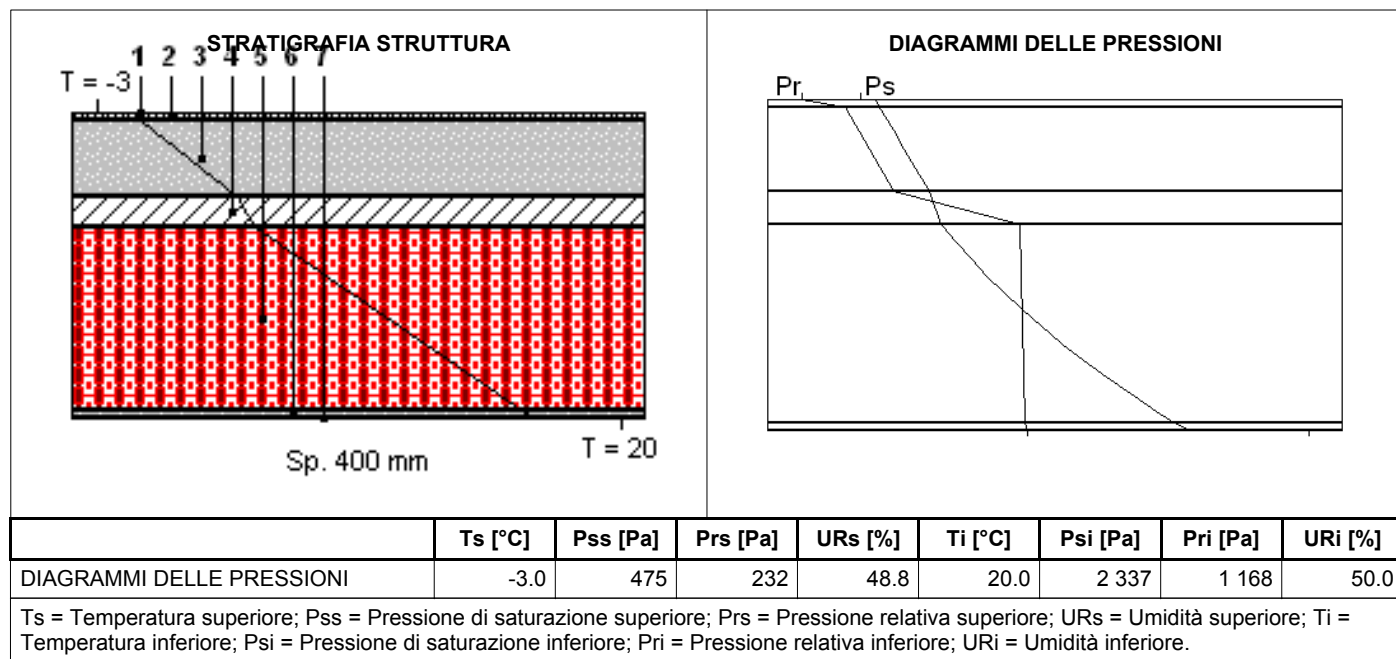 STRATIGRAFIA STRUTTURA
1 2 3 4 5 6 7
T = -3
Sp. 400 mm
T = 20
DIAGRAMMI DELLE PRESSIONI
Pr Ps
Ts [°C] Pss [Pa] Prs [Pa] URs [%] Ti [°C] Psi [Pa] Pri [Pa] URi [%]
DIAGRAMMI DELLE PRESSIONI -3.0 475 232 48.8 20.0 2 337 1 168 50.0
Ts = Temperatura superiore; Pss = Pressione di saturazione superiore; Prs = Pressione relativa superiore; URs = Umidità superiore; Ti =
Temperatura inferiore; Psi = Pressione di saturazione inferiore; Pri = Pressione relativa inferiore; URi = Umidità inferiore.